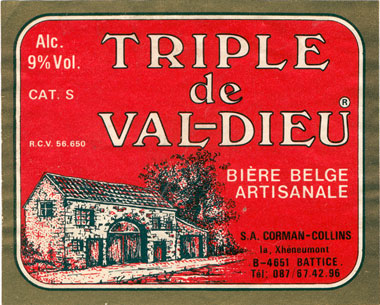 Alc.
9% Vol.
CAT. S
R.C.V. 56.650
TRIPLE
de
VAL-DIEU ®
BIÈRE BELGE
ARTISANALE
S.A. CORMAN-COLLINS
1a, Xhéneumont
B-4651 BATTICE.
Tél. 087/67.42.96